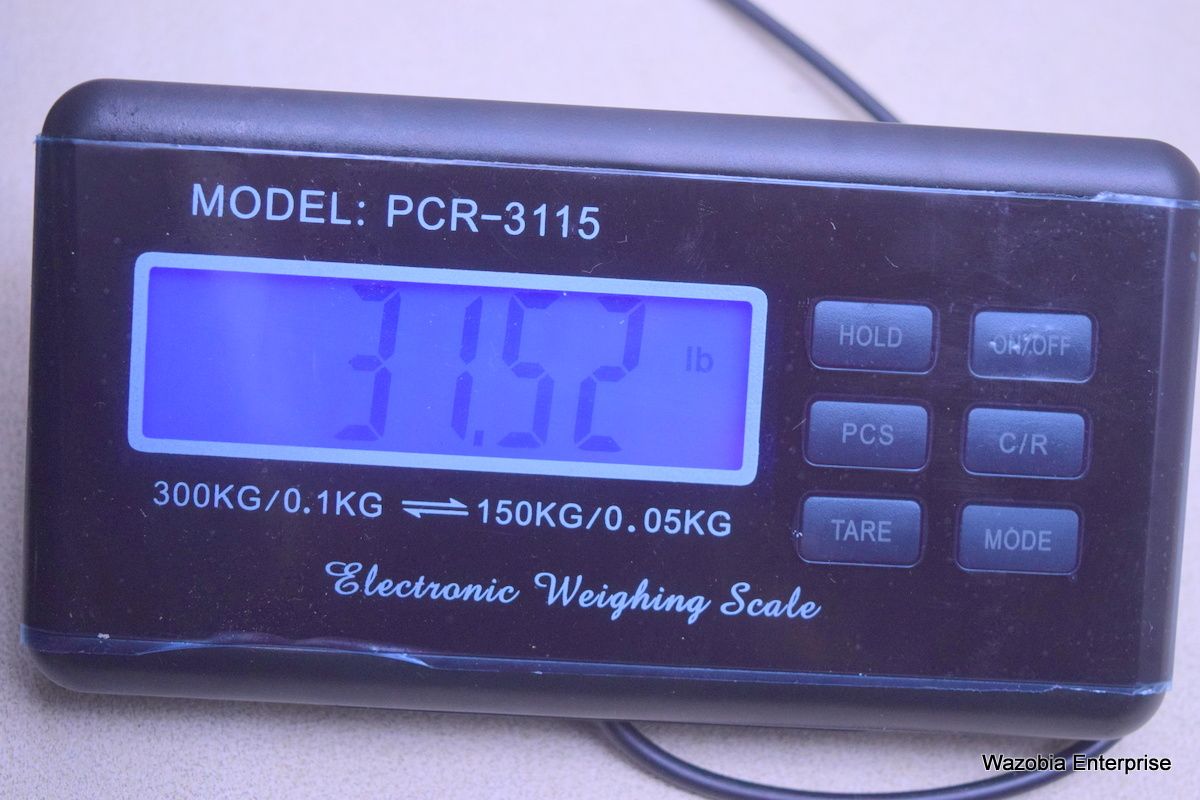 MODEL: PCR-3115
31.52 lb
HOLD ON/OFF
PCS C/R
TARE MODE
300KG/0.1KG ⇌ 150KG/0.05KG
Electronic Weighing Scale
Wazobia Enterprise